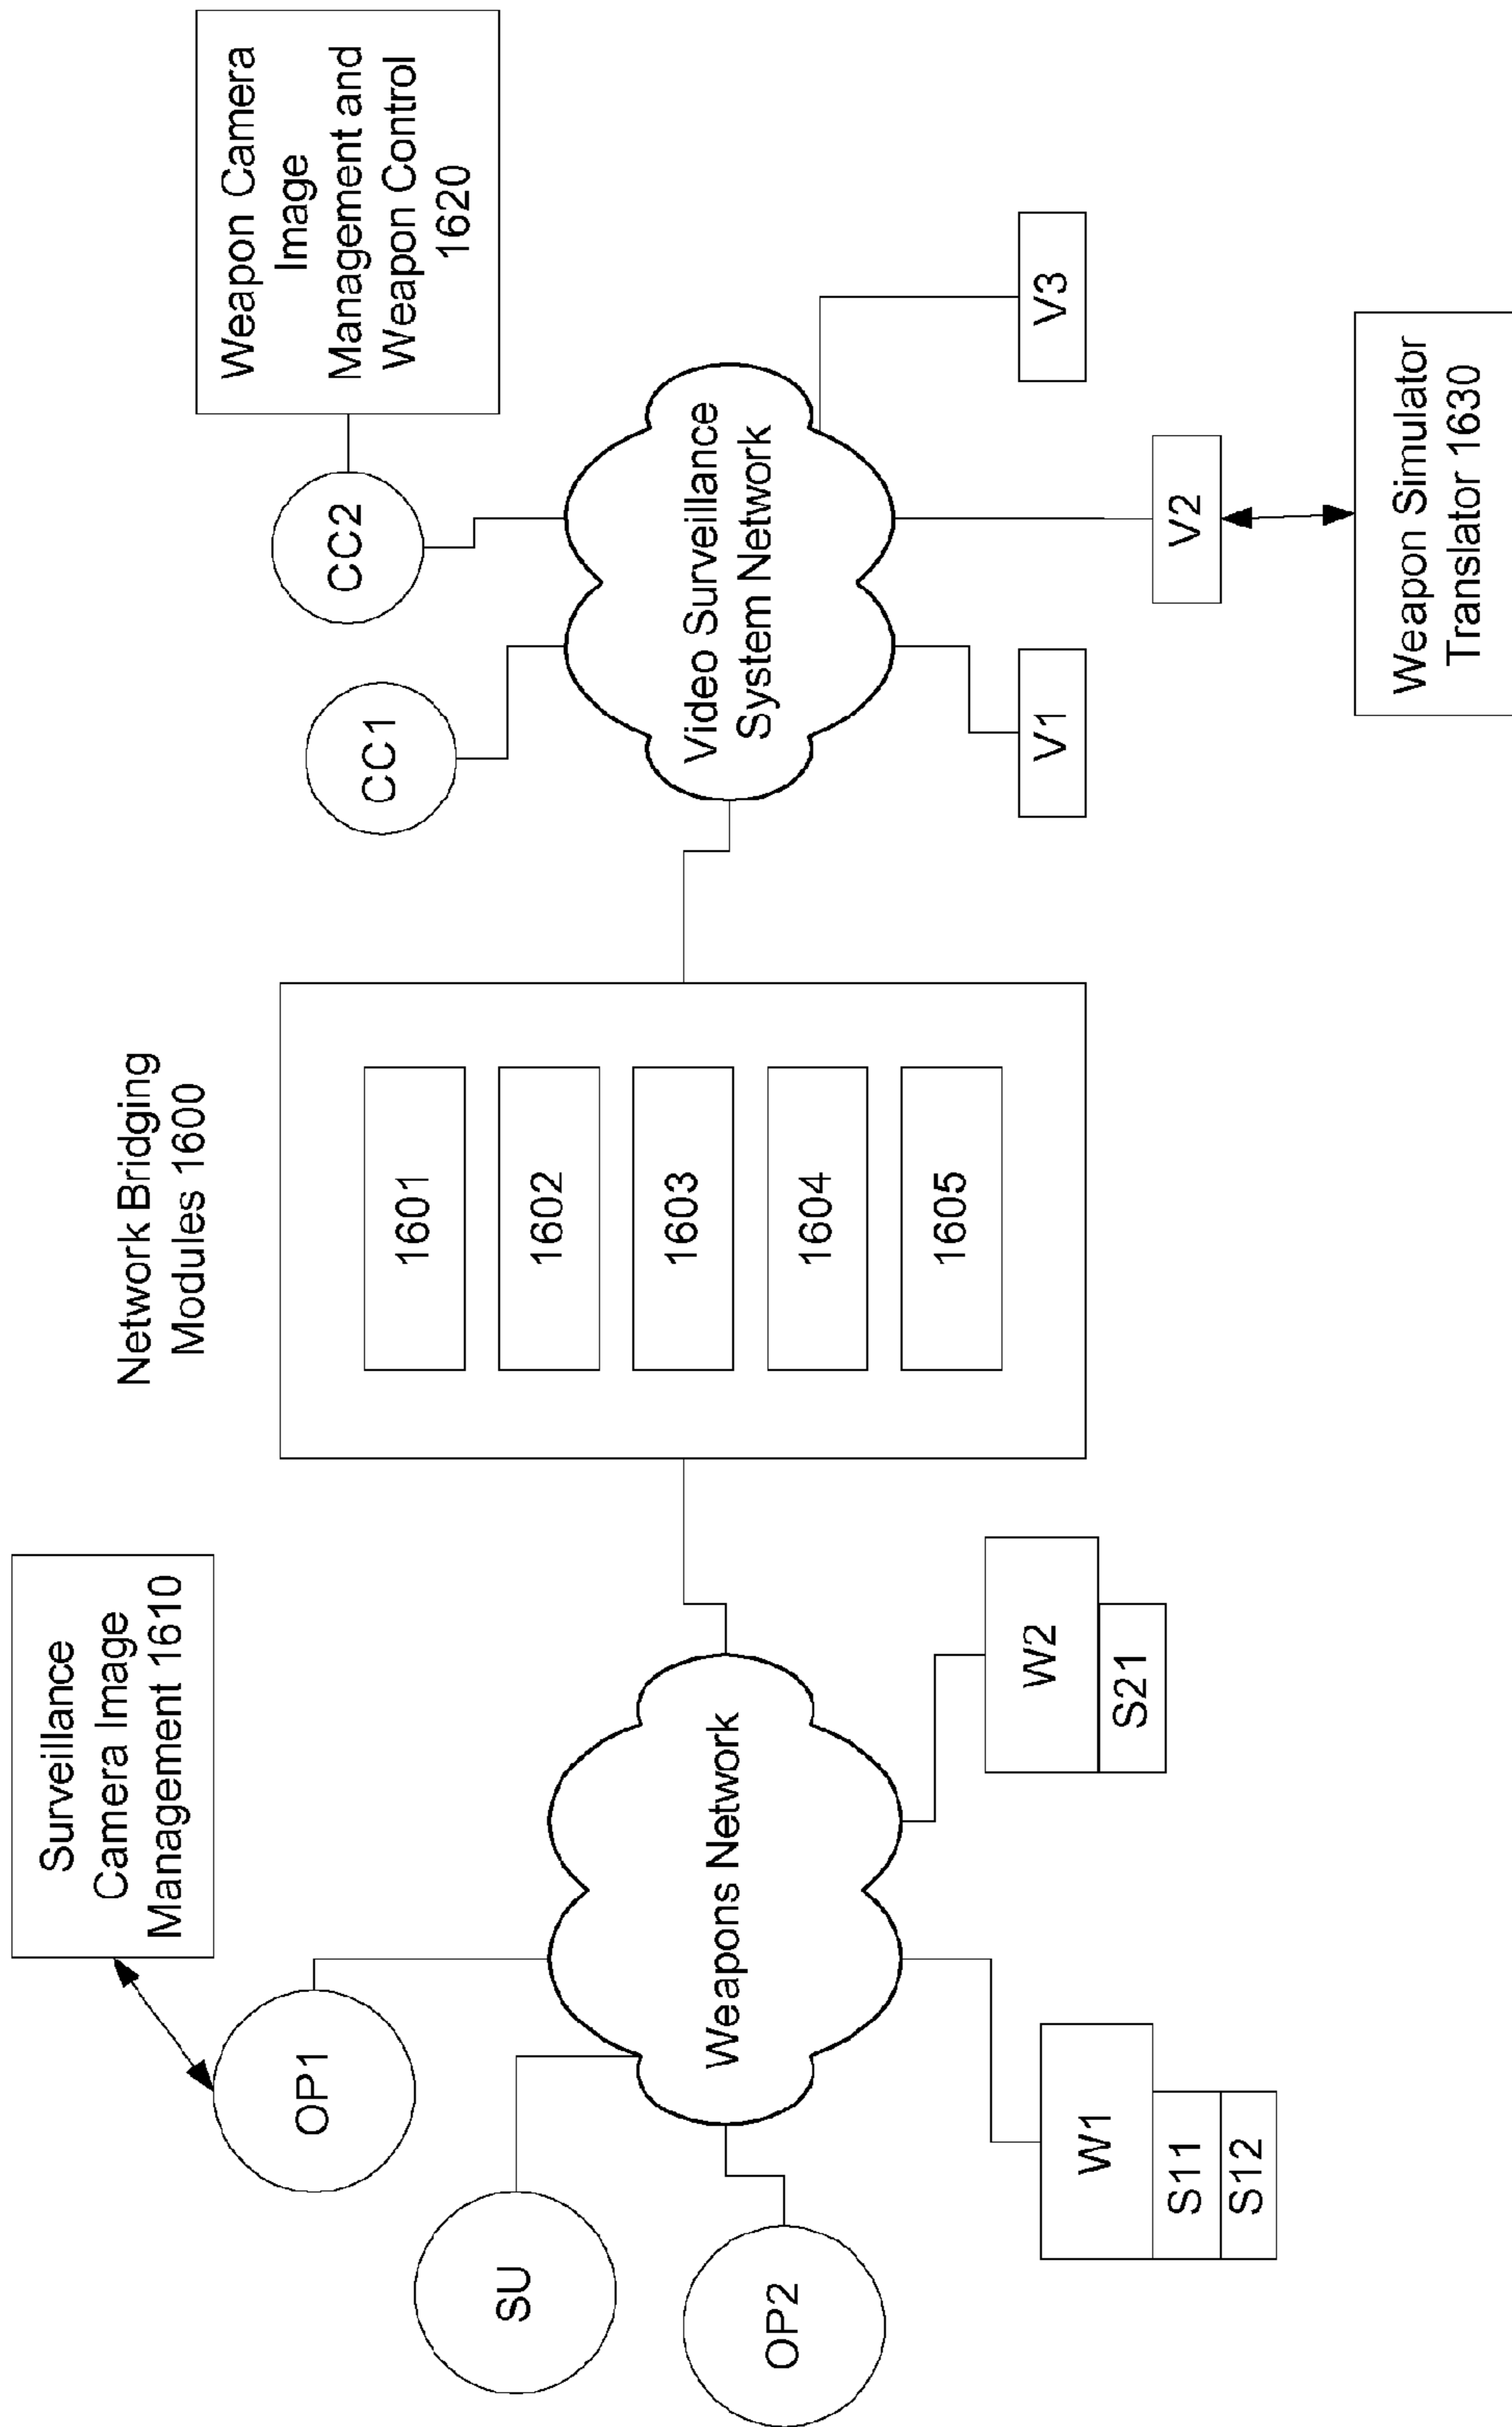 Surveillance
Camera Image
Management 1610
OP1
SU
OP2
Weapons Network
W1
S11
S12
W2
S21
Network Bridging
Modules 1600
1601
1602
1603
1604
1605
CC1
CC2
Weapon Camera
Image
Management and
Weapon Control
1620
Video Surveillance
System Network
V1
V2
V3
Weapon Simulator
Translator 1630